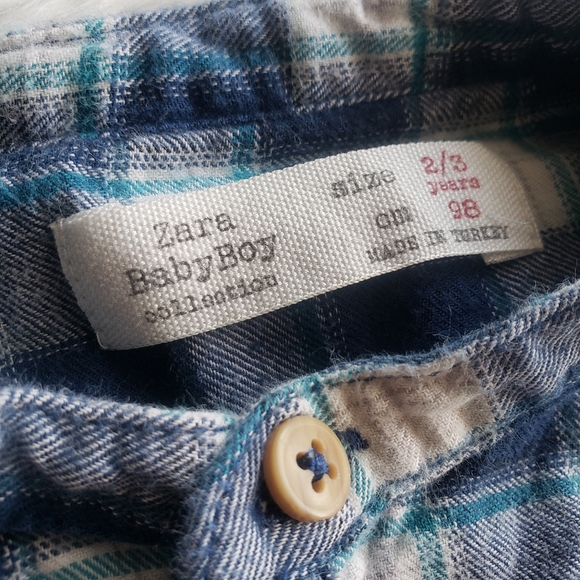 Zara
BabyBoy
collection
size 2/3
years
cm 98
MADE IN TURKEY